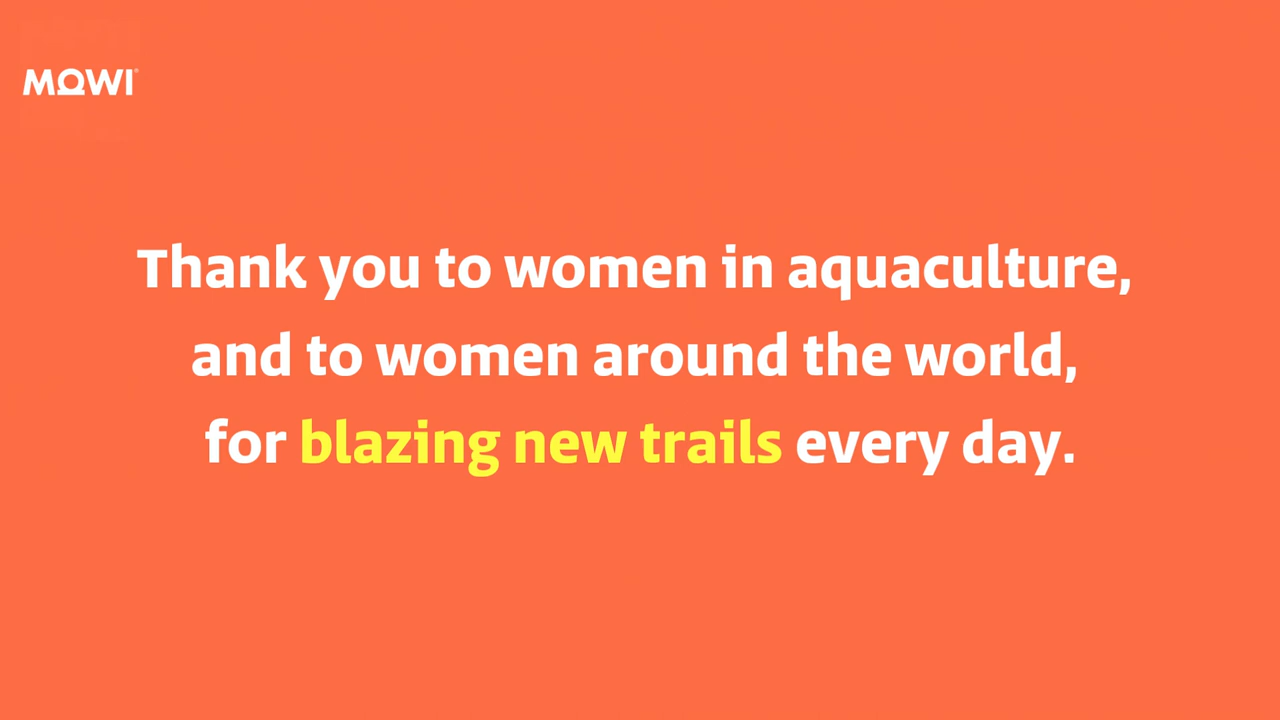 MOWI®
Thank you to women in aquaculture,
and to women around the world,
for blazing new trails every day.